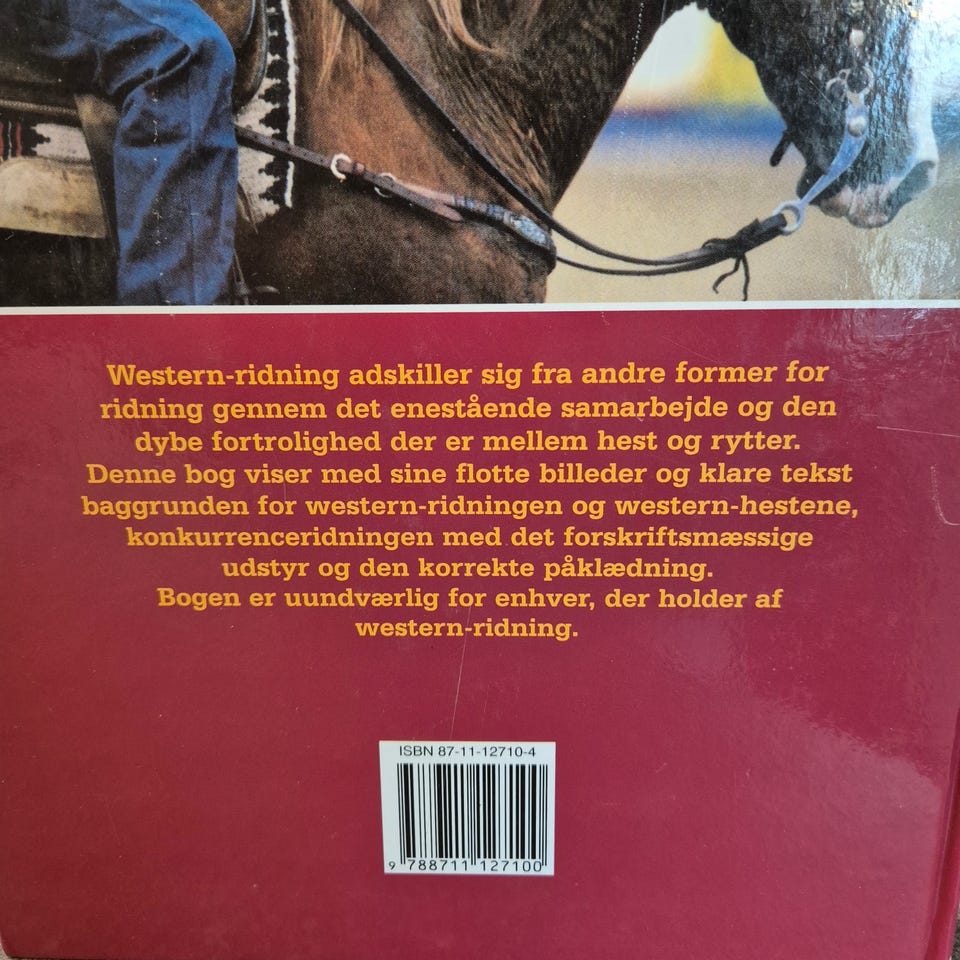 Western-ridning adskiller sig fra andre former for
ridning gennem det enestående samarbejde og den
dybe fortrolighed der er mellem hest og rytter.
Denne bog viser med sine flotte billeder og klare tekst
baggrunden for western-ridningen og western-hestene,
konkurrenceridningen med det forskriftsmæssige
udstyr og den korrekte påklædning.
Bogen er uundværlig for enhver, der holder af
western-ridning.
ISBN 87-11-12710-4
9 788711 127100